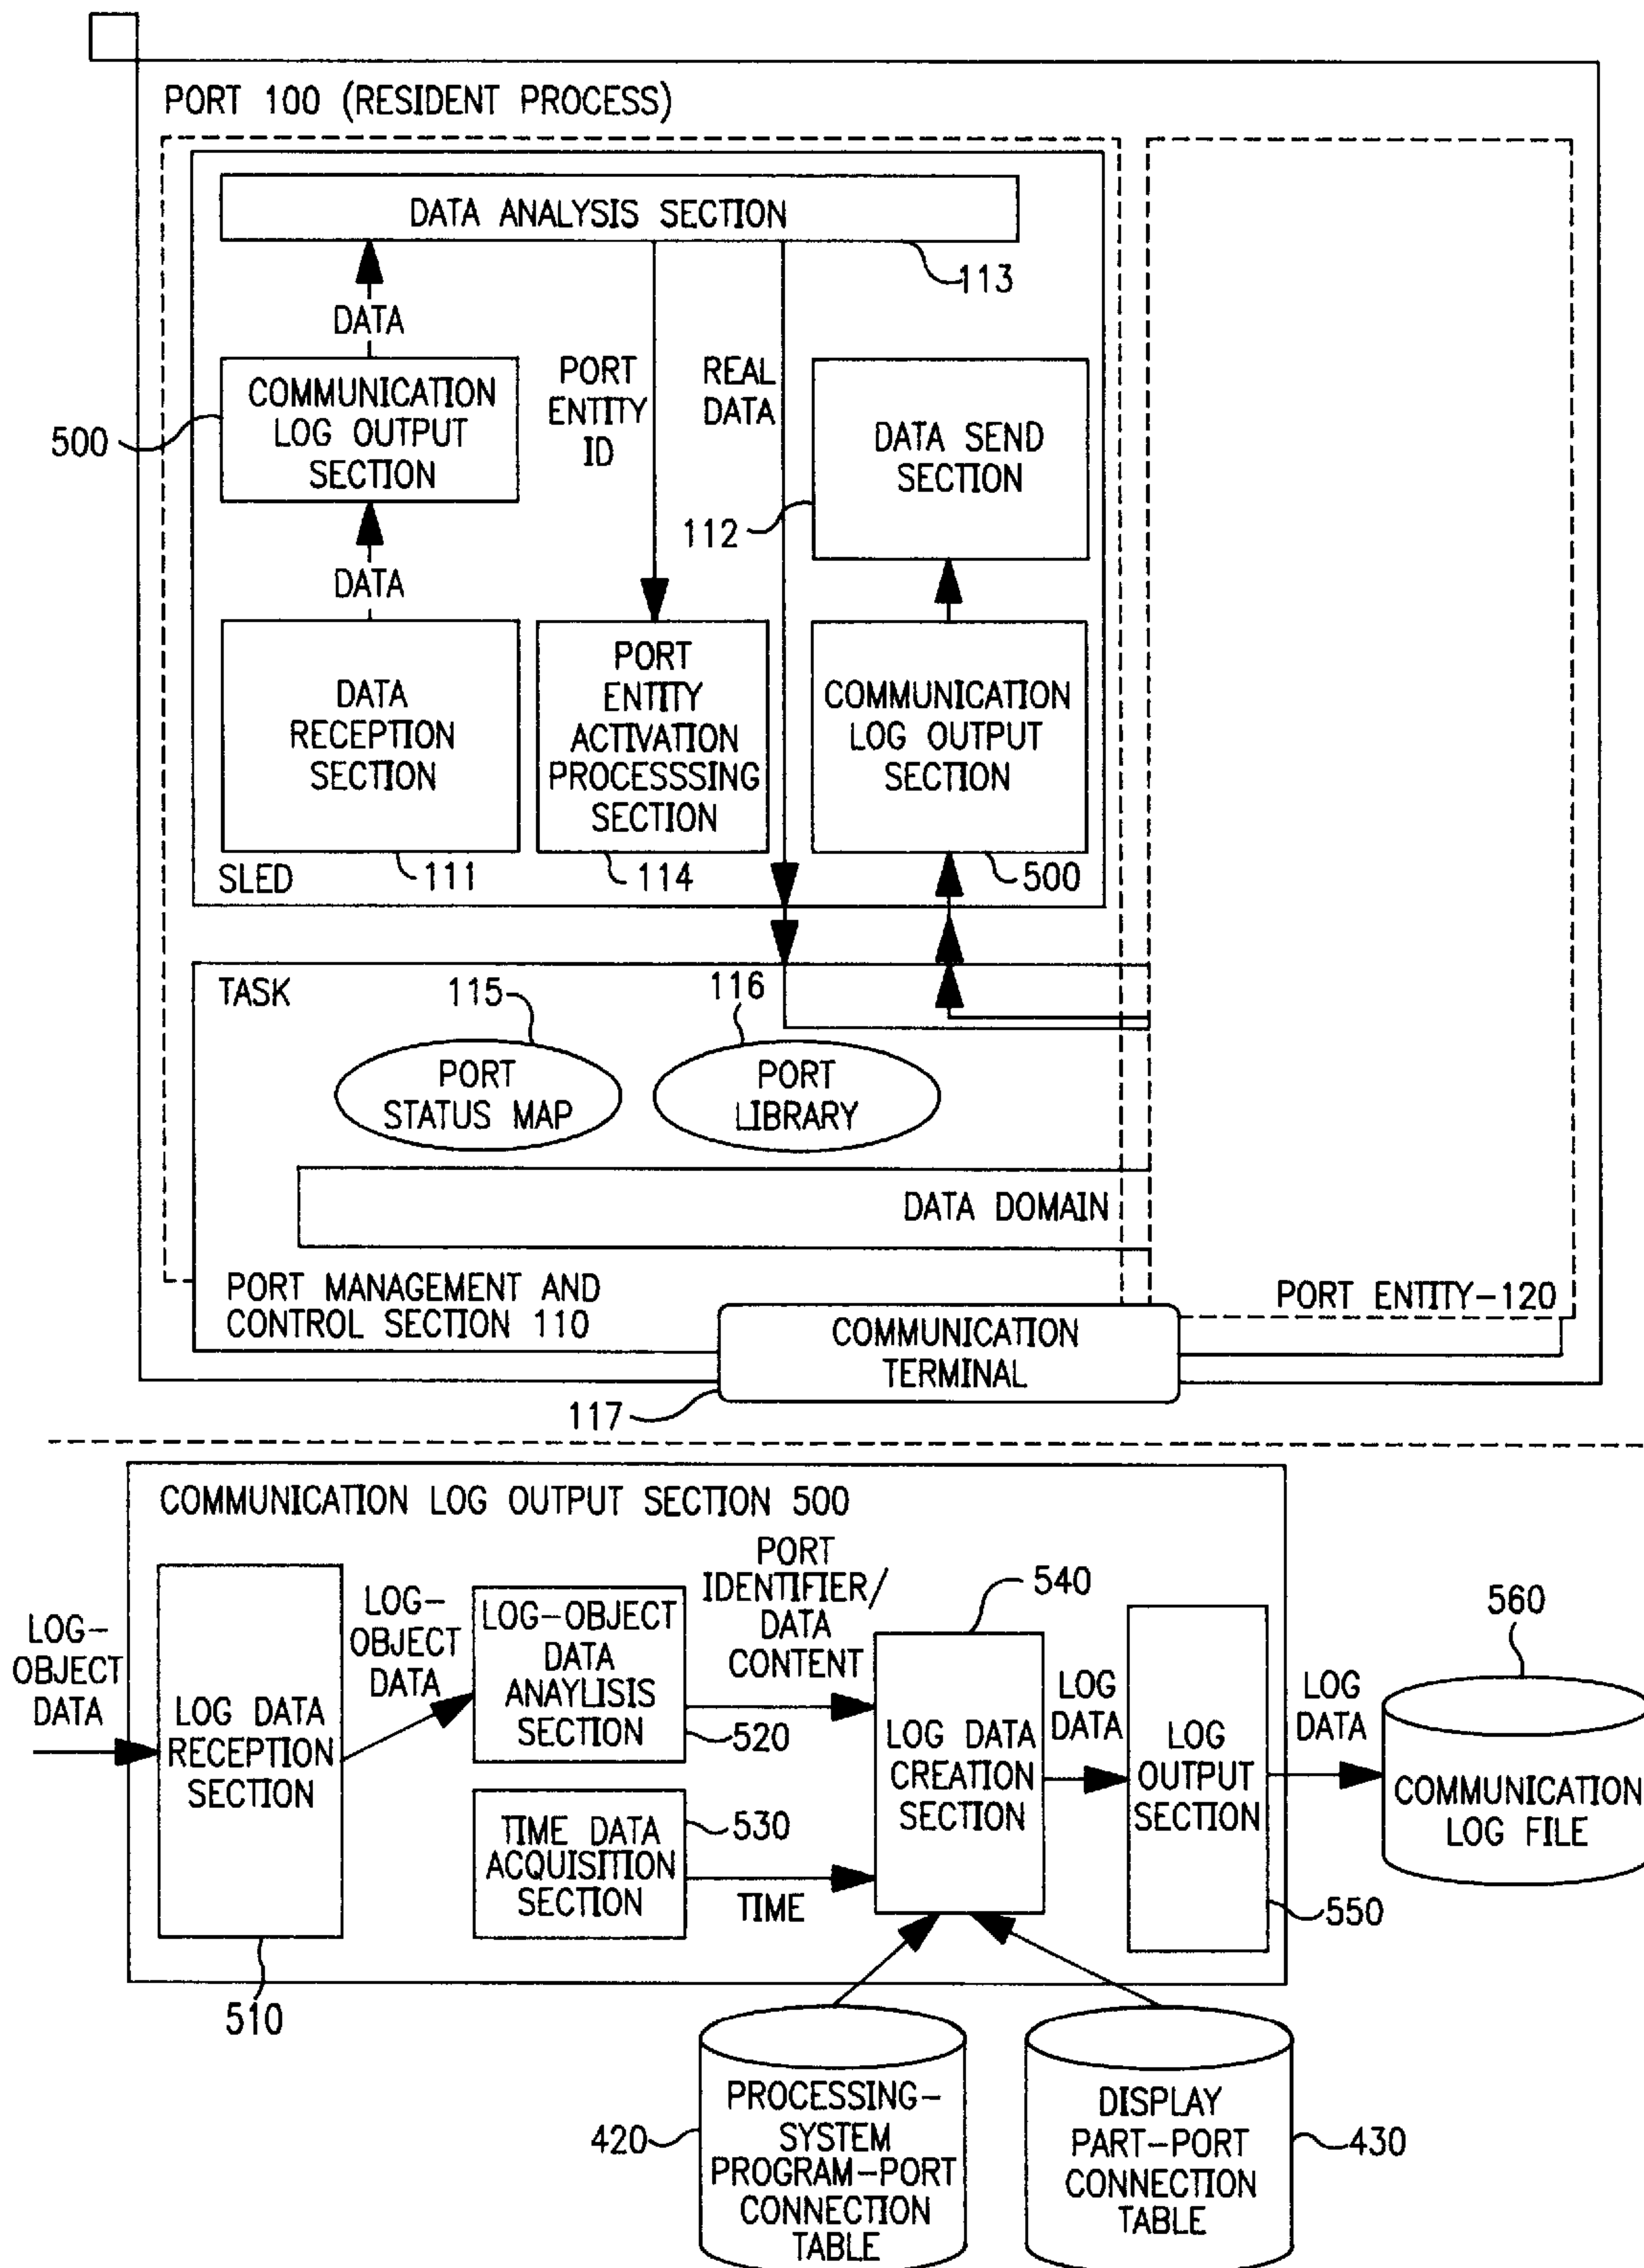 PORT 100 (RESIDENT PROCESS)
DATA ANALYSIS SECTION
113
DATA
COMMUNICATION
LOG OUTPUT
SECTION
500
PORT
ENTITY
ID
REAL
DATA
DATA SEND
SECTION
112
DATA
DATA
RECEPTION
SECTION
PORT
ENTITY
ACTIVATION
PROCESSSING
SECTION
COMMUNICATION
LOG OUTPUT
SECTION
SLED
111
114
500
TASK
115
116
PORT
STATUS MAP
PORT
LIBRARY
DATA DOMAIN
PORT MANAGEMENT AND
CONTROL SECTION 110
PORT ENTITY-120
COMMUNICATION
TERMINAL
117
COMMUNICATION LOG OUTPUT SECTION 500
LOG-
OBJECT
DATA
LOG DATA
RECEPTION
SECTION
510
LOG-
OBJECT
DATA
LOG-OBJECT
DATA
ANAYLISIS
SECTION
520
TIME DATA
ACQUISITION
SECTION
530
PORT
IDENTIFIER/
DATA
CONTENT
TIME
540
LOG DATA
CREATION
SECTION
LOG
DATA
LOG
OUTPUT
SECTION
550
LOG
DATA
560
COMMUNICATION
LOG FILE
420
PROCESSING-
SYSTEM
PROGRAM-PORT
CONNECTION
TABLE
DISPLAY
PART-PORT
CONNECTION
TABLE
430